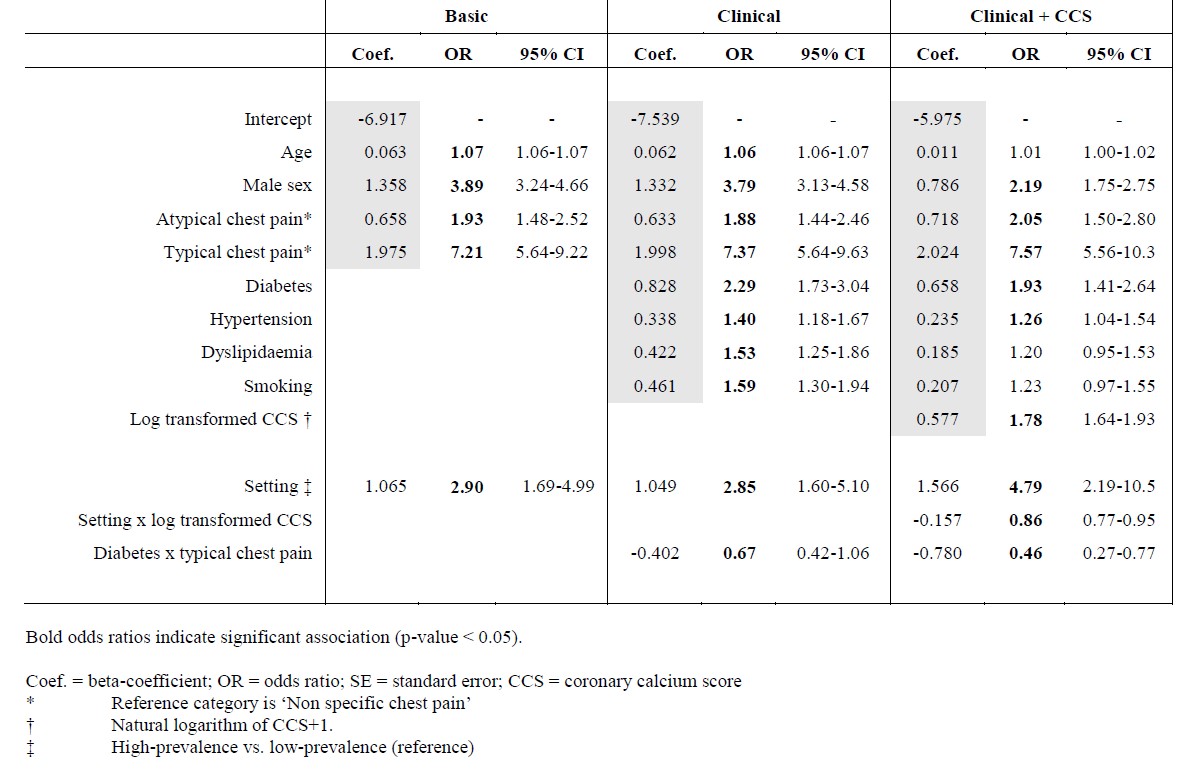 Basic Clinical Clinical + CCS
Coef. OR 95% CI Coef. OR 95% CI Coef. OR 95% CI
Intercept -6.917 - - -7.539 - - -5.975 - -
Age 0.063 1.07 1.06-1.07 0.062 1.06 1.06-1.07 0.011 1.01 1.00-1.02
Male sex 1.358 3.89 3.24-4.66 1.332 3.79 3.13-4.58 0.786 2.19 1.75-2.75
Atypical chest pain* 0.658 1.93 1.48-2.52 0.633 1.88 1.44-2.46 0.718 2.05 1.50-2.80
Typical chest pain* 1.975 7.21 5.64-9.22 1.998 7.37 5.64-9.63 2.024 7.57 5.56-10.3
Diabetes 0.828 2.29 1.73-3.04 0.658 1.93 1.41-2.64
Hypertension 0.338 1.40 1.18-1.67 0.235 1.26 1.04-1.54
Dyslipidaemia 0.422 1.53 1.25-1.86 0.185 1.20 0.95-1.53
Smoking 0.461 1.59 1.30-1.94 0.207 1.23 0.97-1.55
Log transformed CCS † 0.577 1.78 1.64-1.93
Setting ‡ 1.065 2.90 1.69-4.99 1.049 2.85 1.60-5.10 1.566 4.79 2.19-10.5
Setting x log transformed CCS -0.157 0.86 0.77-0.95
Diabetes x typical chest pain -0.402 0.67 0.42-1.06 -0.780 0.46 0.27-0.77
Bold odds ratios indicate significant association (p-value < 0.05).
Coef. = beta-coefficient; OR = odds ratio; SE = standard error; CCS = coronary calcium score
* Reference category is ‘Non specific chest pain’
† Natural logarithm of CCS+1.
‡ High-prevalence vs. low-prevalence (reference)